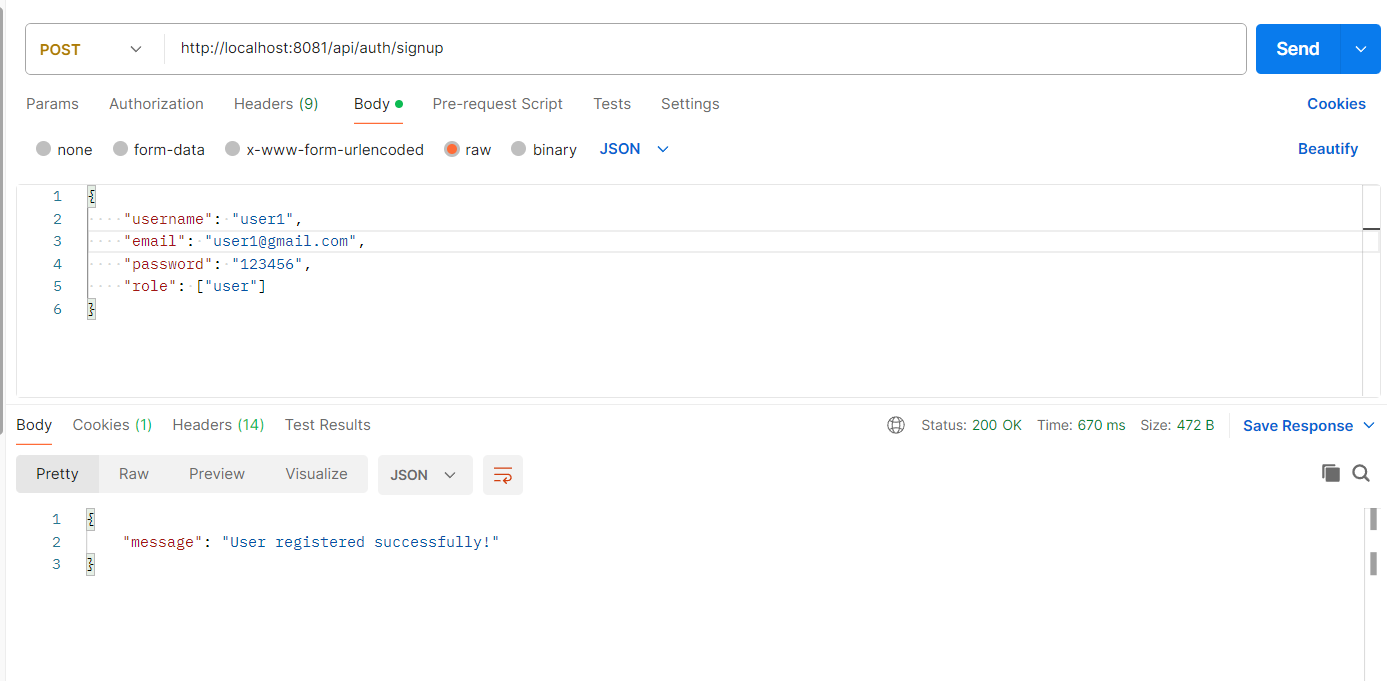 POST http://localhost:8081/api/auth/signup Send
Params Authorization Headers (9) Body Pre-request Script Tests Settings Cookies
none form-data x-www-form-urlencoded raw binary JSON Beautify
1 {
2 "username": "user1",
3 "email": "user1@gmail.com",
4 "password": "123456",
5 "role": ["user"]
6 }
Body Cookies (1) Headers (14) Test Results Status: 200 OK Time: 670 ms Size: 472 B Save Response
Pretty Raw Preview Visualize JSON
1 {
2 "message": "User registered successfully!"
3 }